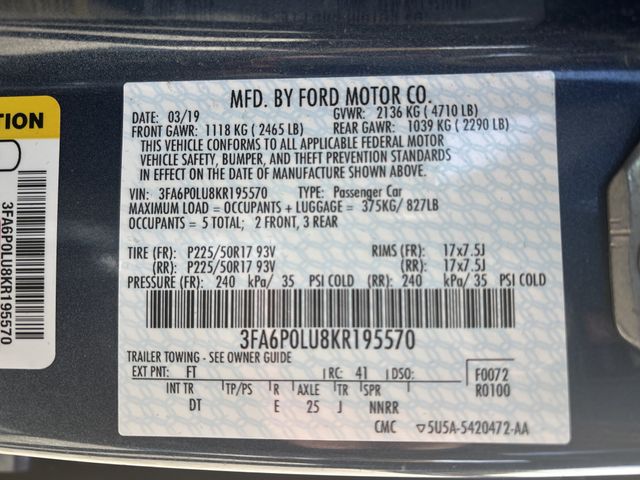 MFD. BY FORD MOTOR CO.
DATE: 03/19 GVWR: 2136 KG ( 4710 LB)
FRONT GAWR: 1118 KG ( 2465 LB) REAR GAWR: 1039 KG ( 2290 LB)
THIS VEHICLE CONFORMS TO ALL APPLICABLE FEDERAL MOTOR
VEHICLE SAFETY, BUMPER, AND THEFT PREVENTION STANDARDS
IN EFFECT ON THE DATE OF MANUFACTURE SHOWN ABOVE.
VIN: 3FA6P0LU8KR195570 TYPE: Passenger Car
MAXIMUM LOAD = OCCUPANTS + LUGGAGE = 375KG/ 827LB
OCCUPANTS = 5 TOTAL; 2 FRONT, 3 REAR
TIRE (FR): P225/50R17 93V RIMS (FR): 17x7.5J
(RR): P225/50R17 93V (RR): 17x7.5J
PRESSURE (FR): 240 kPa/ 35 PSI COLD (RR): 240 kPa/ 35 PSI COLD
3FA6P0LU8KR195570
TRAILER TOWING - SEE OWNER GUIDE
EXT PNT: FT RC: 41 DSO: F0072
R0100
INT TR TP/PS R AXLE TR SPR
DT E 25 J NNRR
CMC ▽5U5A-5420472-AA
TION
3FA6P0LU8KR195570